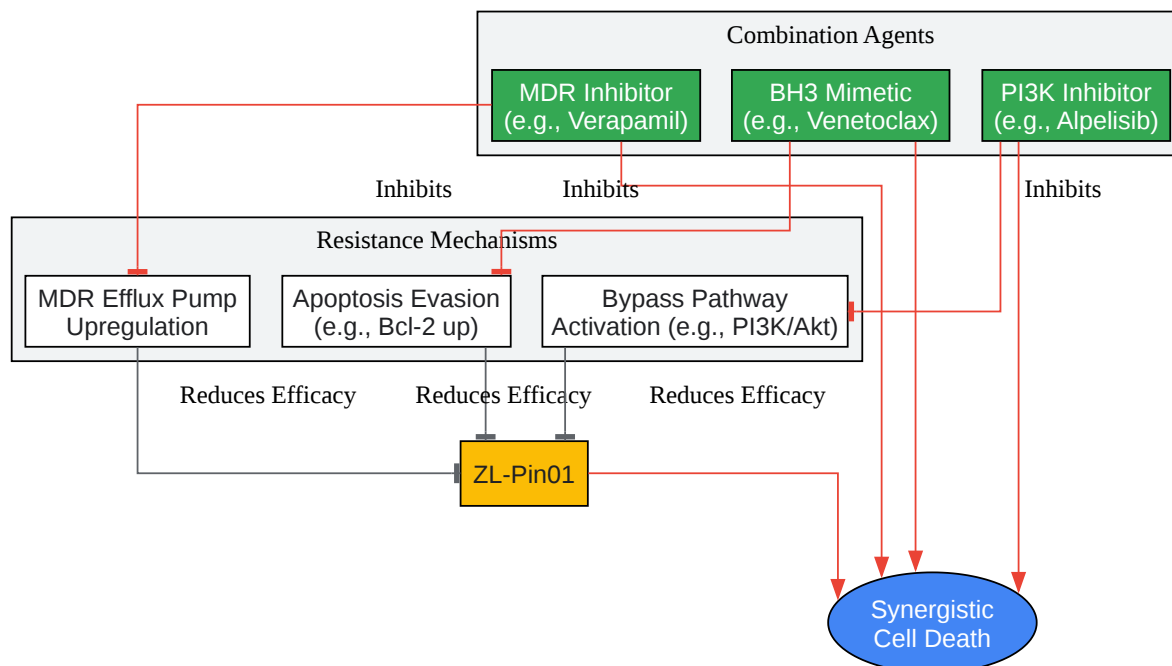 Combination Agents
MDR Inhibitor
(e.g., Verapamil)
BH3 Mimetic
(e.g., Venetoclax)
PI3K Inhibitor
(e.g., Alpelisib)
Inhibits
Inhibits
Inhibits
Resistance Mechanisms
MDR Efflux Pump
Upregulation
Apoptosis Evasion
(e.g., Bcl-2 up)
Bypass Pathway
Activation (e.g., PI3K/Akt)
Reduces Efficacy
Reduces Efficacy
Reduces Efficacy
ZL-Pin01
Synergistic
Cell Death